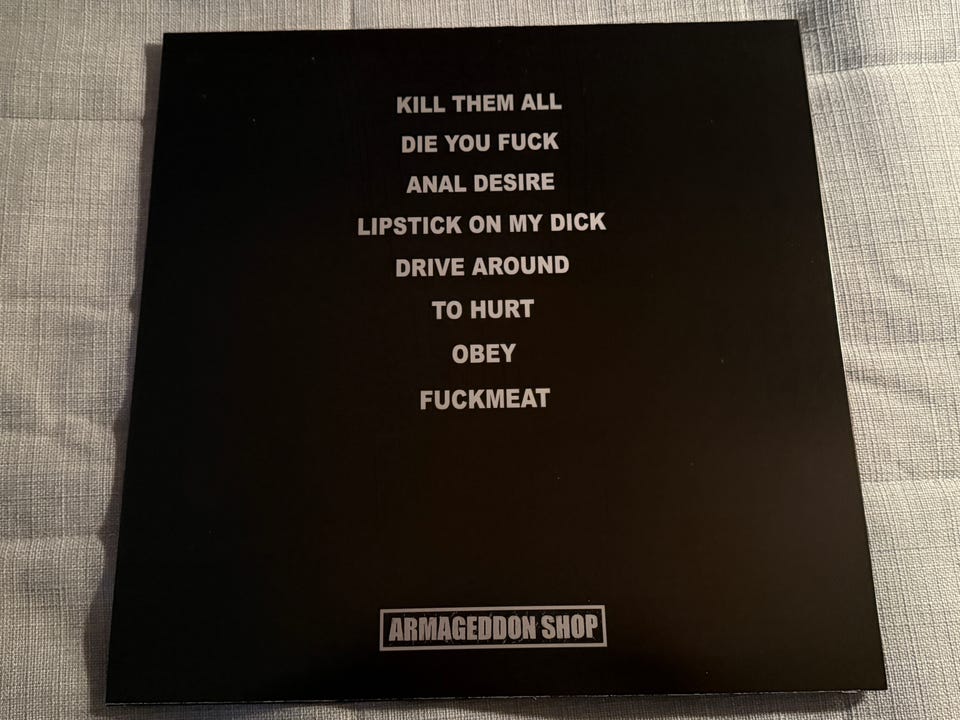 KILL THEM ALL
DIE YOU FUCK
ANAL DESIRE
LIPSTICK ON MY DICK
DRIVE AROUND
TO HURT
OBEY
FUCKMEAT
ARMAGEDDON SHOP